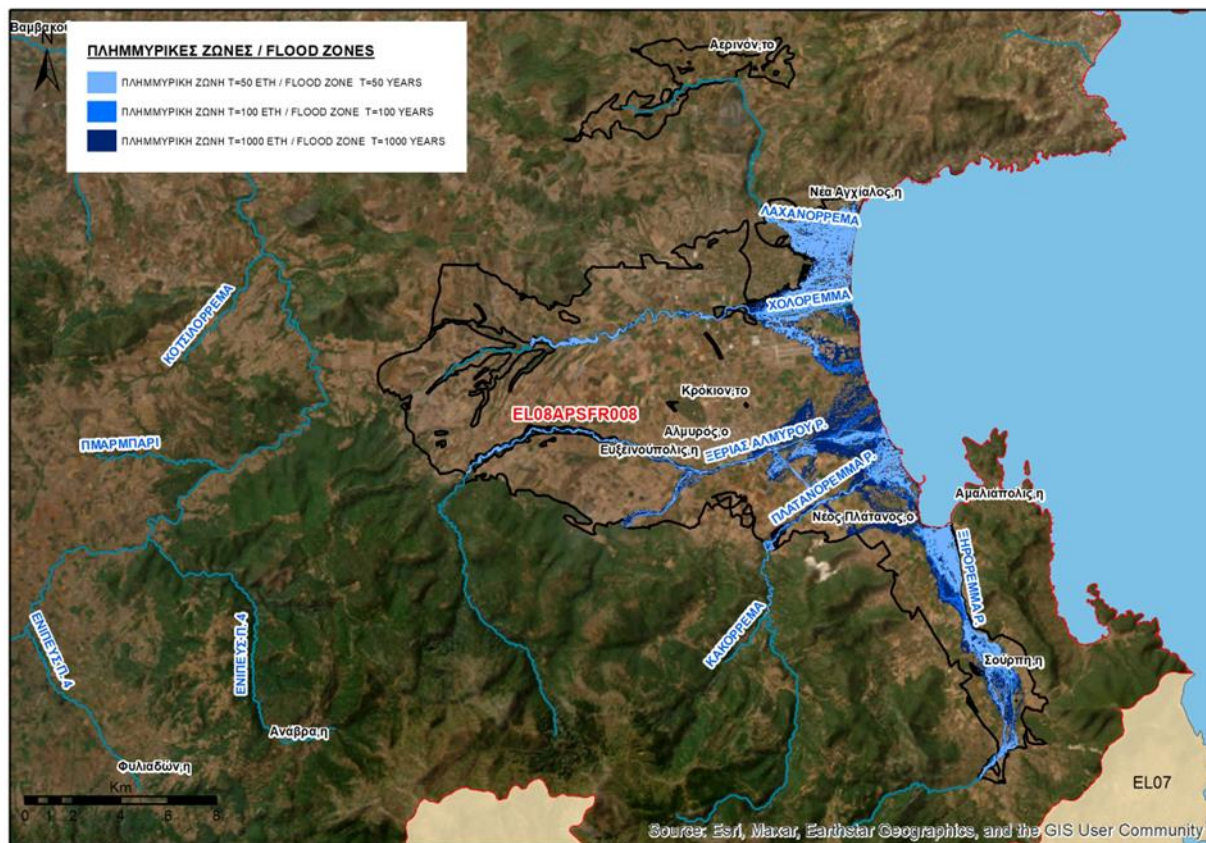 Βαμβακού
N
ΠΛΗΜΜΥΡΙΚΕΣ ΖΩΝΕΣ / FLOOD ZONES
ΠΛΗΜΜΥΡΙΚΗ ΖΩΝΗ Τ=50 ΕΤΗ / FLOOD ZONE T=50 YEARS
ΠΛΗΜΜΥΡΙΚΗ ΖΩΝΗ Τ=100 ΕΤΗ / FLOOD ZONE T=100 YEARS
ΠΛΗΜΜΥΡΙΚΗ ΖΩΝΗ Τ=1000 ΕΤΗ / FLOOD ZONE T=1000 YEARS
Αερινόν,το
Νέα Αγχίαλος,η
ΛΑΧΑΝΟΡΡΕΜΑ
ΧΟΛΟΡΕΜΜΑ
ΚΟΤΣΙΛΟΡΡΕΜΑ
Κρόκιον,το
EL08APSFR008
Αλμυρός,ο
Ευξεινούπολις,η
ΞΕΡΙΑΣ ΑΛΜΥΡΟΥ Ρ.
ΠΜΑΡΜΠΑΡΙ
ΠΛΑΤΑΝΟΡΕΜΜΑ Ρ.
Αμαλιάπολις,η
Νέος Πλάτανος,ο
ΞΗΡΟΡΕΜΜΑ Ρ.
ΚΑΚΟΡΡΕΜΑ
Σούρπη,η
ΕΝΙΠΕΥΣ Π. 4
ΕΝΙΠΕΥΣ Π. 4
Ανάβρα,η
Φυλιαδών,η
EL07
Km
0 1 2 4 6 8
Source: Esri, Maxar, Earthstar Geographics, and the GIS User Community